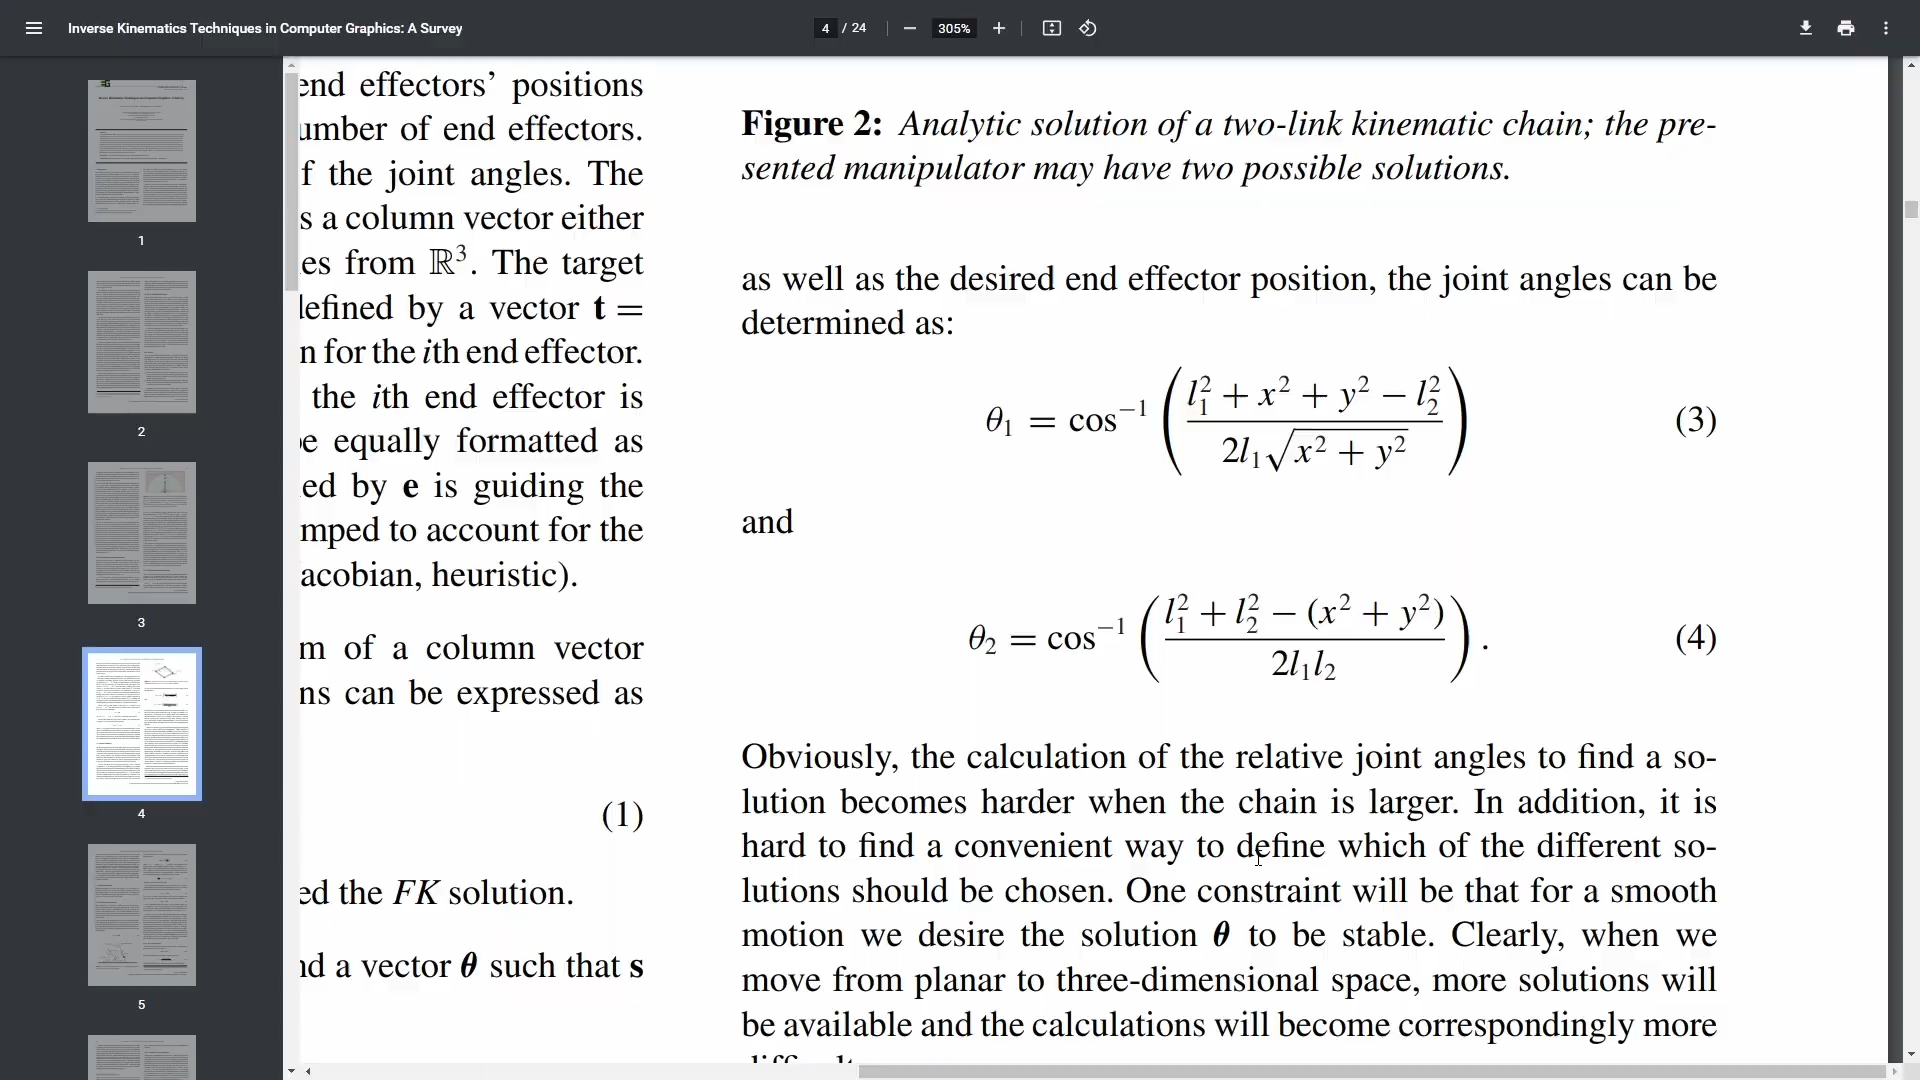 Inverse Kinematics Techniques in Computer Graphics: A Survey
4 / 24
305%
1
2
3
4
5
end effectors’ positions
umber of end effectors.
f the joint angles. The
s a column vector either
es from ℝ³. The target
defined by a vector t =
n for the ith end effector.
the ith end effector is
be equally formatted as
ed by e is guiding the
mped to account for the
acobian, heuristic).
m of a column vector
ns can be expressed as
(1)
ed the FK solution.
nd a vector θ such that s
Figure 2: Analytic solution of a two-link kinematic chain; the pre-
sented manipulator may have two possible solutions.
as well as the desired end effector position, the joint angles can be
determined as:
θ₁ = cos⁻¹ ( (l₁² + x² + y² − l₂²) / (2l₁√(x² + y²)) ) (3)
and
θ₂ = cos⁻¹ ( (l₁² + l₂² − (x² + y²)) / (2l₁l₂) ) . (4)
Obviously, the calculation of the relative joint angles to find a so-
lution becomes harder when the chain is larger. In addition, it is
hard to find a convenient way to define which of the different so-
lutions should be chosen. One constraint will be that for a smooth
motion we desire the solution θ to be stable. Clearly, when we
move from planar to three-dimensional space, more solutions will
be available and the calculations will become correspondingly more